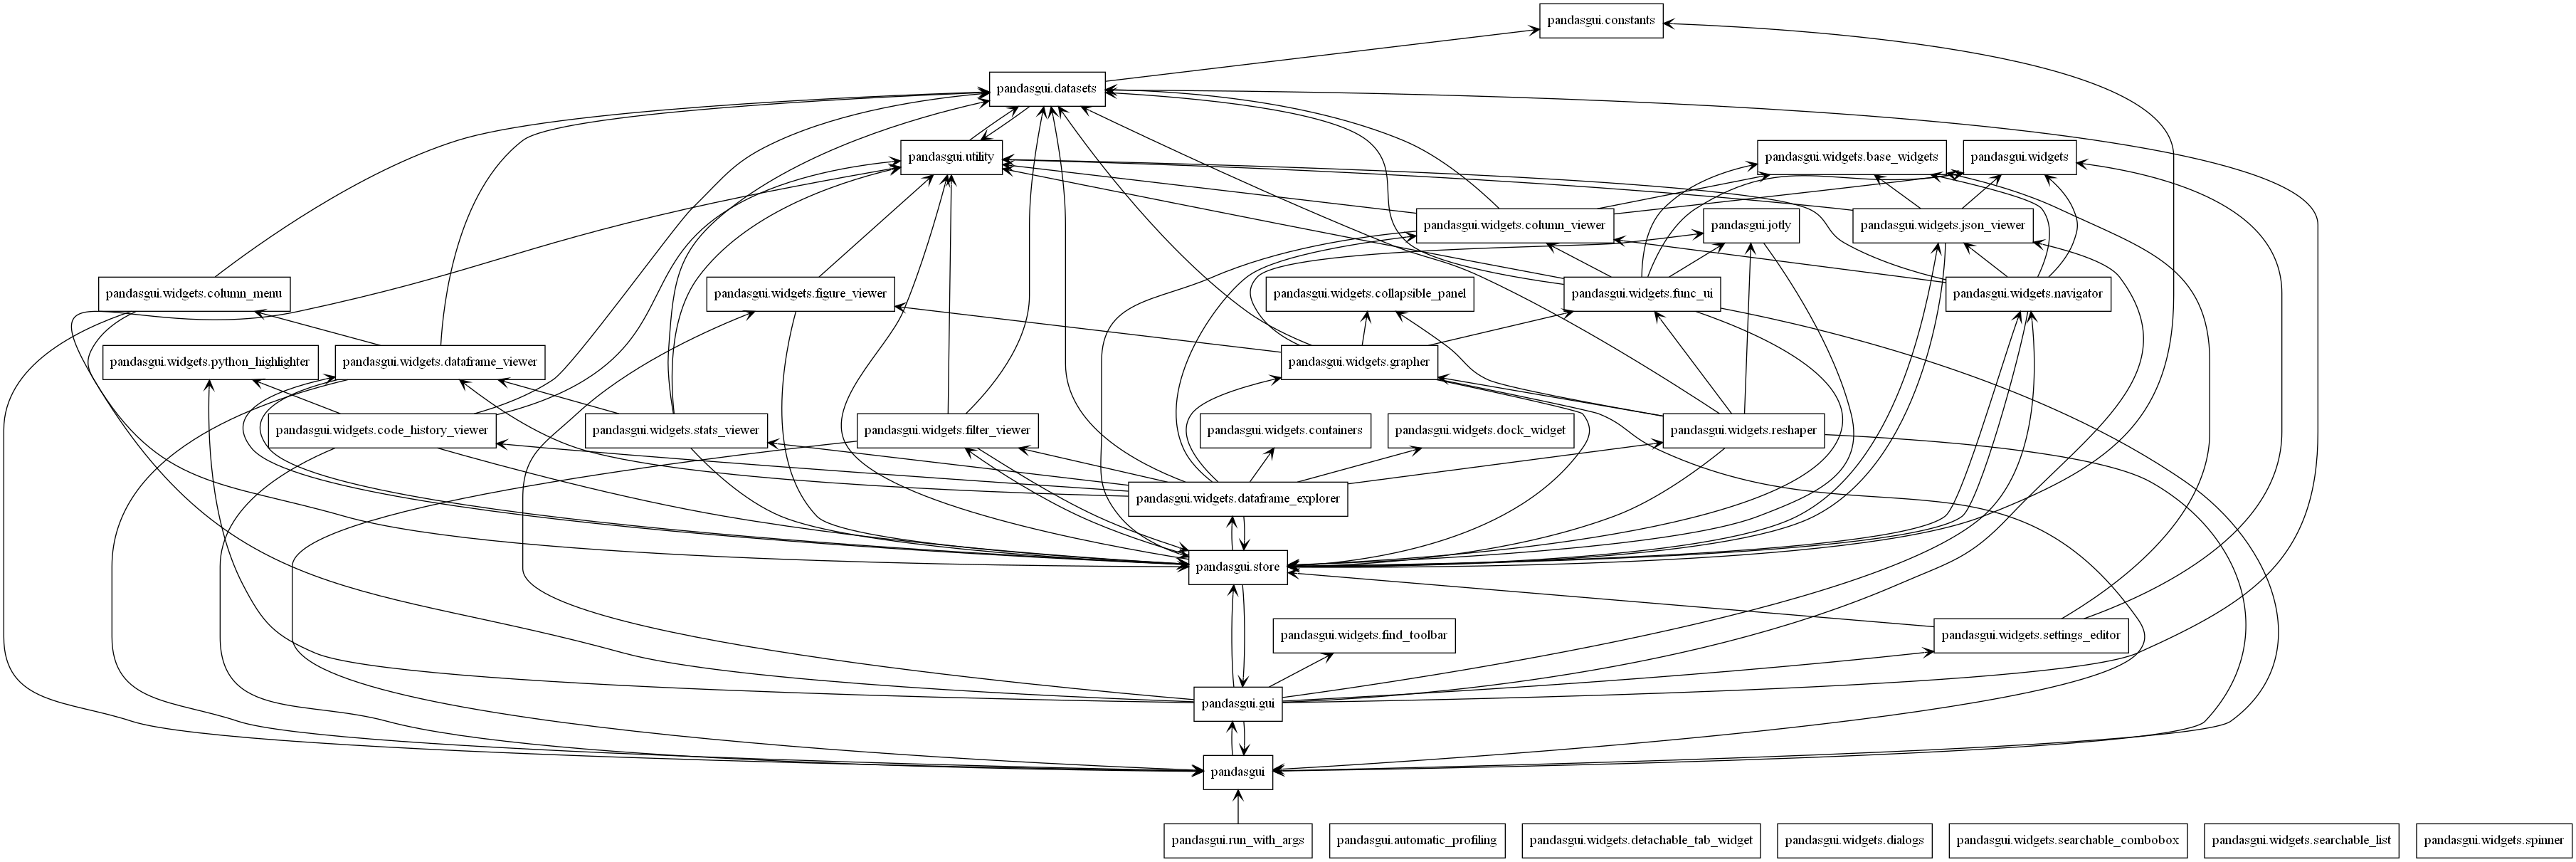 pandasgui.constants
pandasgui.datasets
pandasgui.utility
pandasgui.widgets.base_widgets
pandasgui.widgets
pandasgui.widgets.column_viewer
pandasgui.jotly
pandasgui.widgets.json_viewer
pandasgui.widgets.column_menu
pandasgui.widgets.figure_viewer
pandasgui.widgets.collapsible_panel
pandasgui.widgets.func_ui
pandasgui.widgets.navigator
pandasgui.widgets.python_highlighter
pandasgui.widgets.dataframe_viewer
pandasgui.widgets.grapher
pandasgui.widgets.code_history_viewer
pandasgui.widgets.stats_viewer
pandasgui.widgets.filter_viewer
pandasgui.widgets.containers
pandasgui.widgets.dock_widget
pandasgui.widgets.reshaper
pandasgui.widgets.dataframe_explorer
pandasgui.store
pandasgui.widgets.find_toolbar
pandasgui.widgets.settings_editor
pandasgui.gui
pandasgui
pandasgui.run_with_args
pandasgui.automatic_profiling
pandasgui.widgets.detachable_tab_widget
pandasgui.widgets.dialogs
pandasgui.widgets.searchable_combobox
pandasgui.widgets.searchable_list
pandasgui.widgets.spinner